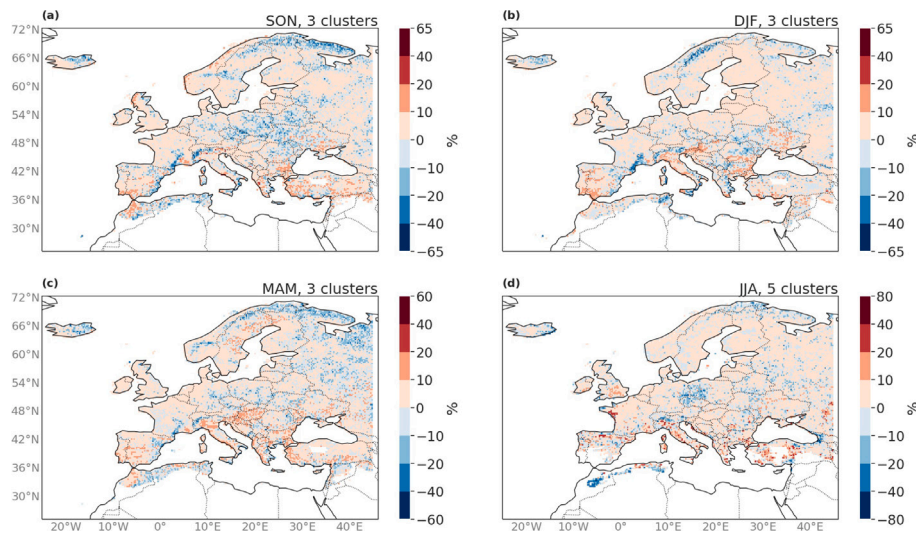 (a) SON, 3 clusters
72°N
66°N
60°N
54°N
48°N
42°N
36°N
30°N
65
40
20
10
0
−10
−20
−40
−65
%
(b) DJF, 3 clusters
65
40
20
10
0
−10
−20
−40
−65
%
(c) MAM, 3 clusters
72°N
66°N
60°N
54°N
48°N
42°N
36°N
30°N
20°W 10°W 0° 10°E 20°E 30°E 40°E
60
40
20
10
0
−10
−20
−40
−60
%
(d) JJA, 5 clusters
20°W 10°W 0° 10°E 20°E 30°E 40°E
80
40
20
10
0
−10
−20
−40
−80
%